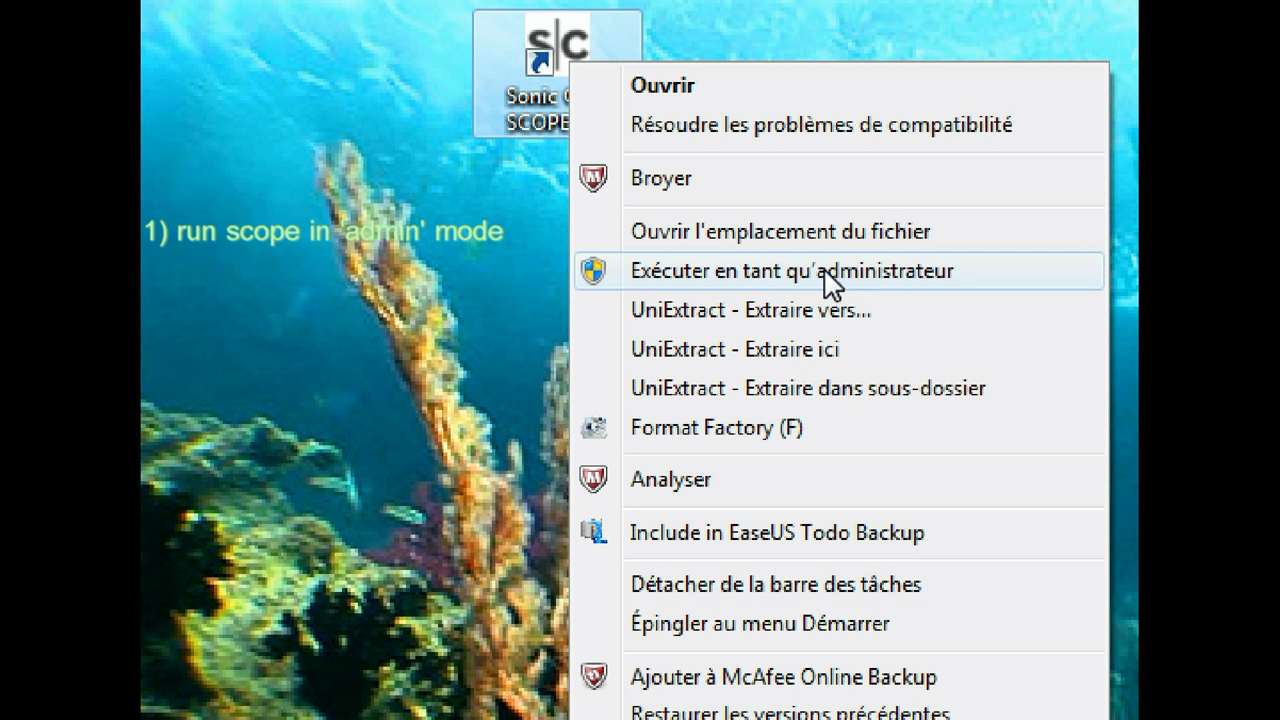 S|C
Sonic
SCOPE
Ouvrir
Résoudre les problèmes de compatibilité
Broyer
1) run scope in 'admin' mode
Ouvrir l'emplacement du fichier
Exécuter en tant qu'administrateur
UniExtract - Extraire vers...
UniExtract - Extraire ici
UniExtract - Extraire dans sous-dossier
Format Factory (F)
Analyser
Include in EaseUS Todo Backup
Détacher de la barre des tâches
Épingler au menu Démarrer
Ajouter à McAfee Online Backup
Restaurer les versions précédentes